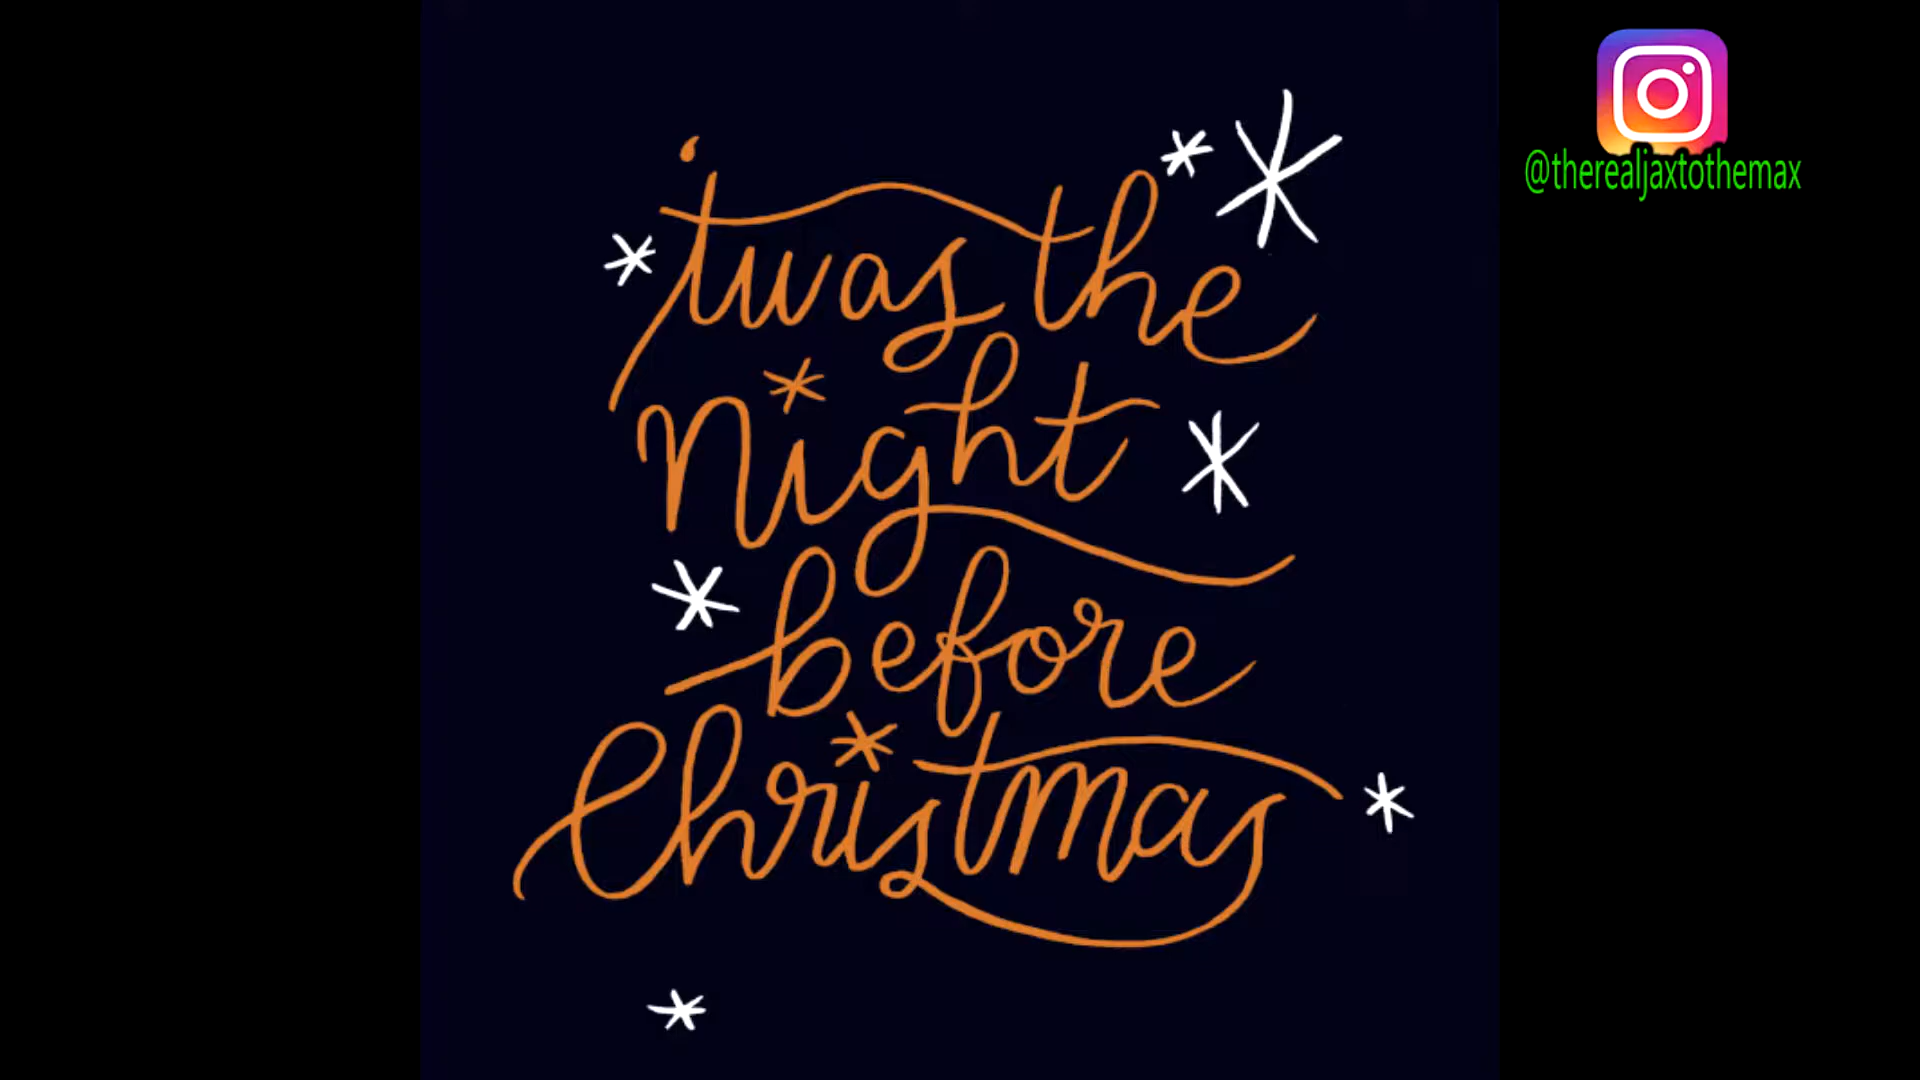 'twas the
Night
before
Christmas
@therealjaxtothemax